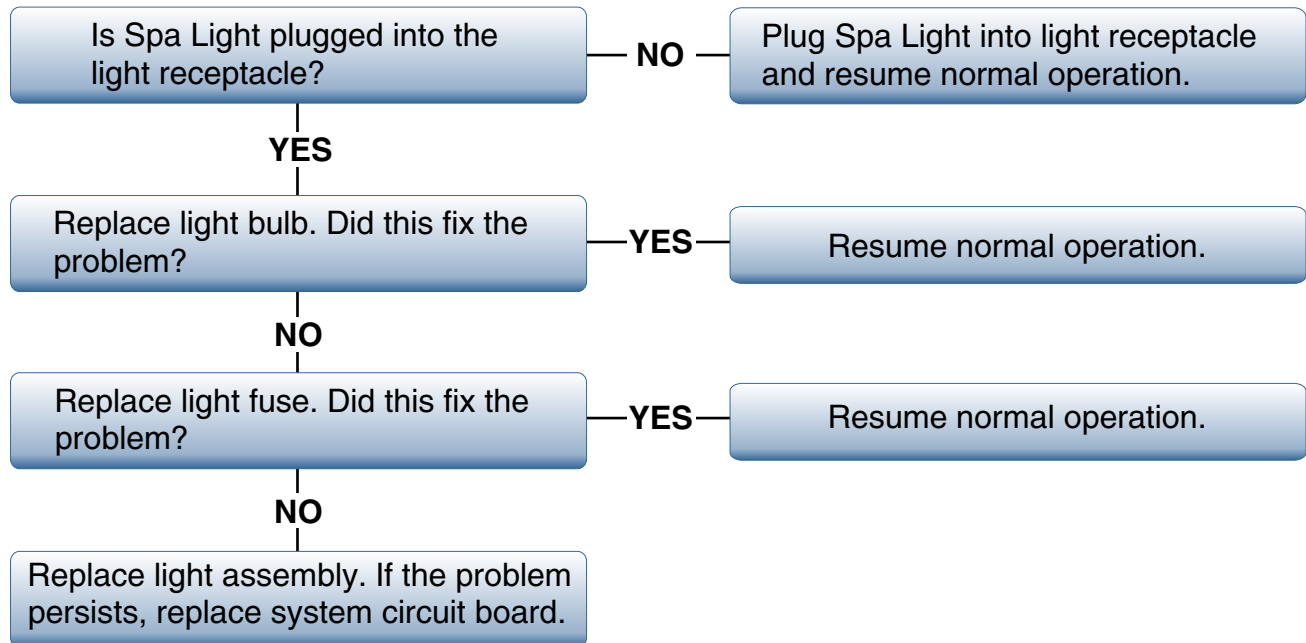 Is Spa Light plugged into the
light receptacle?
NO
Plug Spa Light into light receptacle
and resume normal operation.
YES
Replace light bulb. Did this fix the
problem?
YES
Resume normal operation.
NO
Replace light fuse. Did this fix the
problem?
YES
Resume normal operation.
NO
Replace light assembly. If the problem
persists, replace system circuit board.